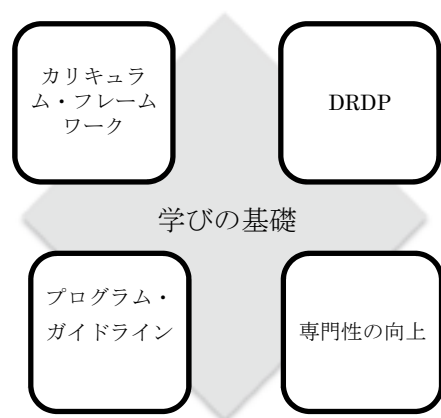 カリキュラ
ム・フレーム
ワーク
DRDP
学びの基礎
プログラム・
ガイドライン
専門性の向上